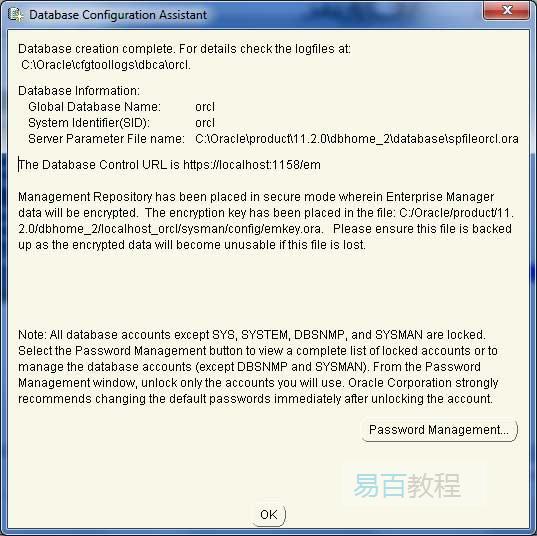 Database Configuration Assistant
Database creation complete. For details check the logfiles at:
C:\Oracle\cfgtoollogs\dbca\orcl.
Database Information:
Global Database Name: orcl
System Identifier(SID): orcl
Server Parameter File name: C:\Oracle\product\11.2.0\dbhome_2\database\spfileorcl.ora
The Database Control URL is https://localhost:1158/em
Management Repository has been placed in secure mode wherein Enterprise Manager
data will be encrypted. The encryption key has been placed in the file: C:/Oracle/product/11.
2.0/dbhome_2/localhost_orcl/sysman/config/emkey.ora. Please ensure this file is backed
up as the encrypted data will become unusable if this file is lost.
Note: All database accounts except SYS, SYSTEM, DBSNMP, and SYSMAN are locked.
Select the Password Management button to view a complete list of locked accounts or to
manage the database accounts (except DBSNMP and SYSMAN). From the Password
Management window, unlock only the accounts you will use. Oracle Corporation strongly
recommends changing the default passwords immediately after unlocking the account.
Password Management...
易百教程
OK